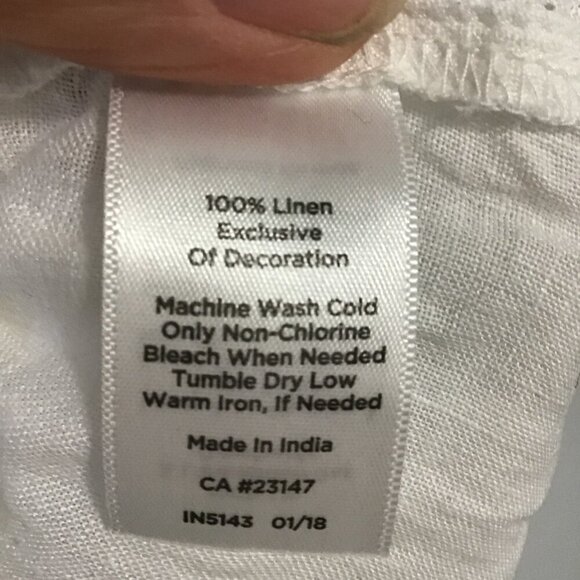 100% Linen
Exclusive
Of Decoration
Machine Wash Cold
Only Non-Chlorine
Bleach When Needed
Tumble Dry Low
Warm Iron, If Needed
Made In India
CA #23147
IN5143 01/18